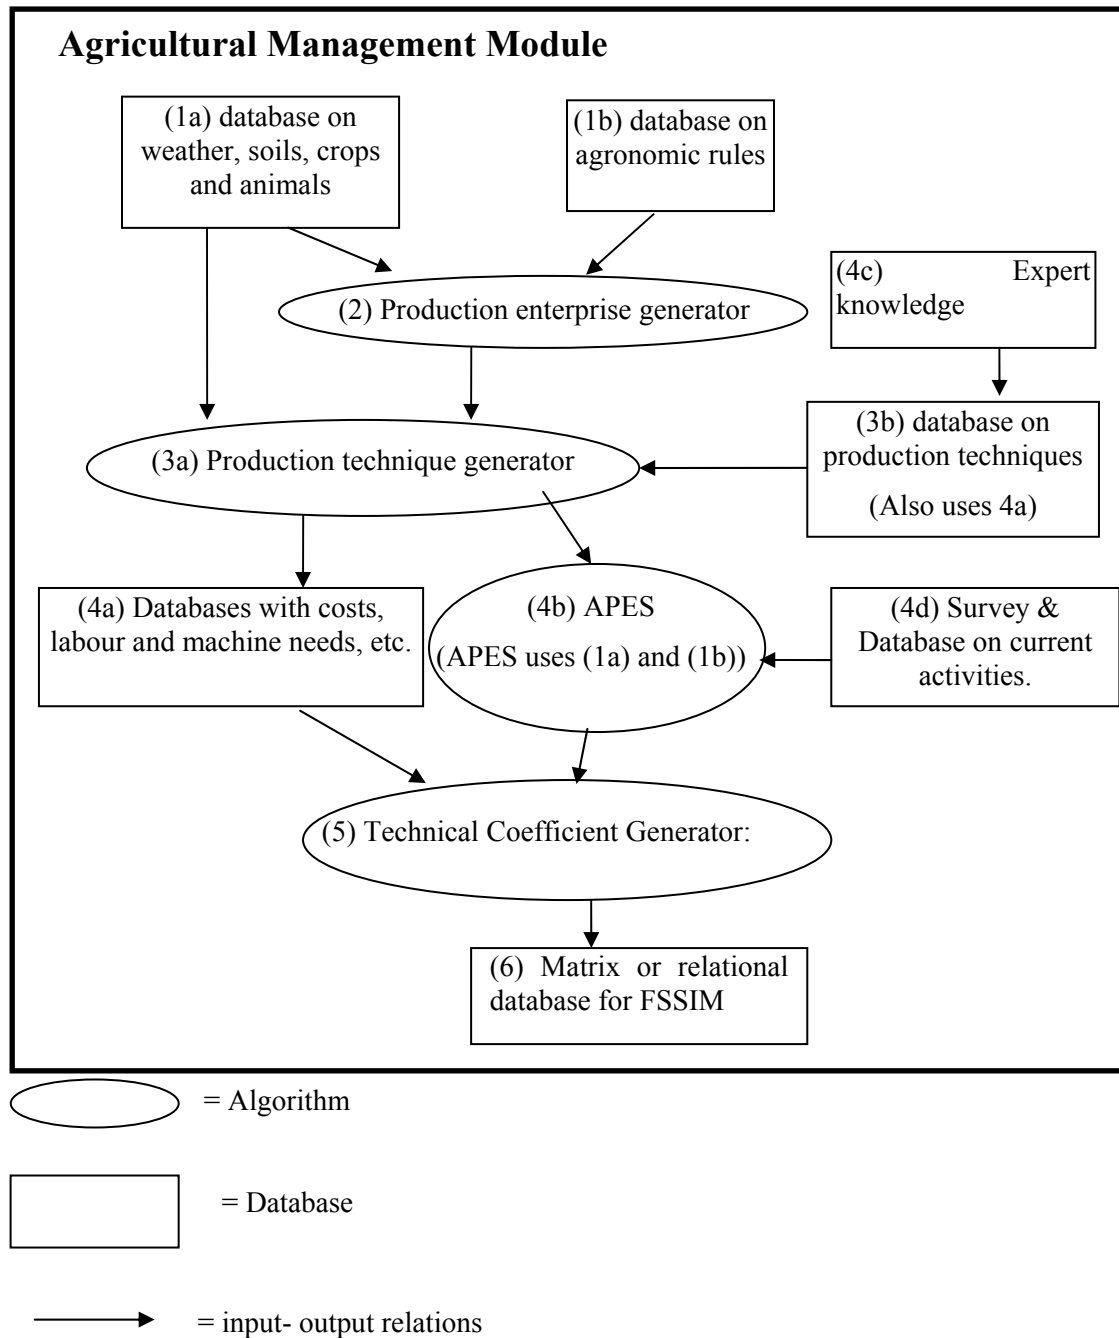 Agricultural Management Module
(1a) database on
weather, soils, crops
and animals
(1b) database on
agronomic rules
(2) Production enterprise generator
(4c) Expert
knowledge
(3a) Production technique generator
(3b) database on
production techniques
(Also uses 4a)
(4a) Databases with costs,
labour and machine needs, etc.
(4b) APES
(APES uses (1a) and (1b))
(4d) Survey &
Database on current
activities.
(5) Technical Coefficient Generator:
(6) Matrix or relational
database for FSSIM
= Algorithm
= Database
= input- output relations